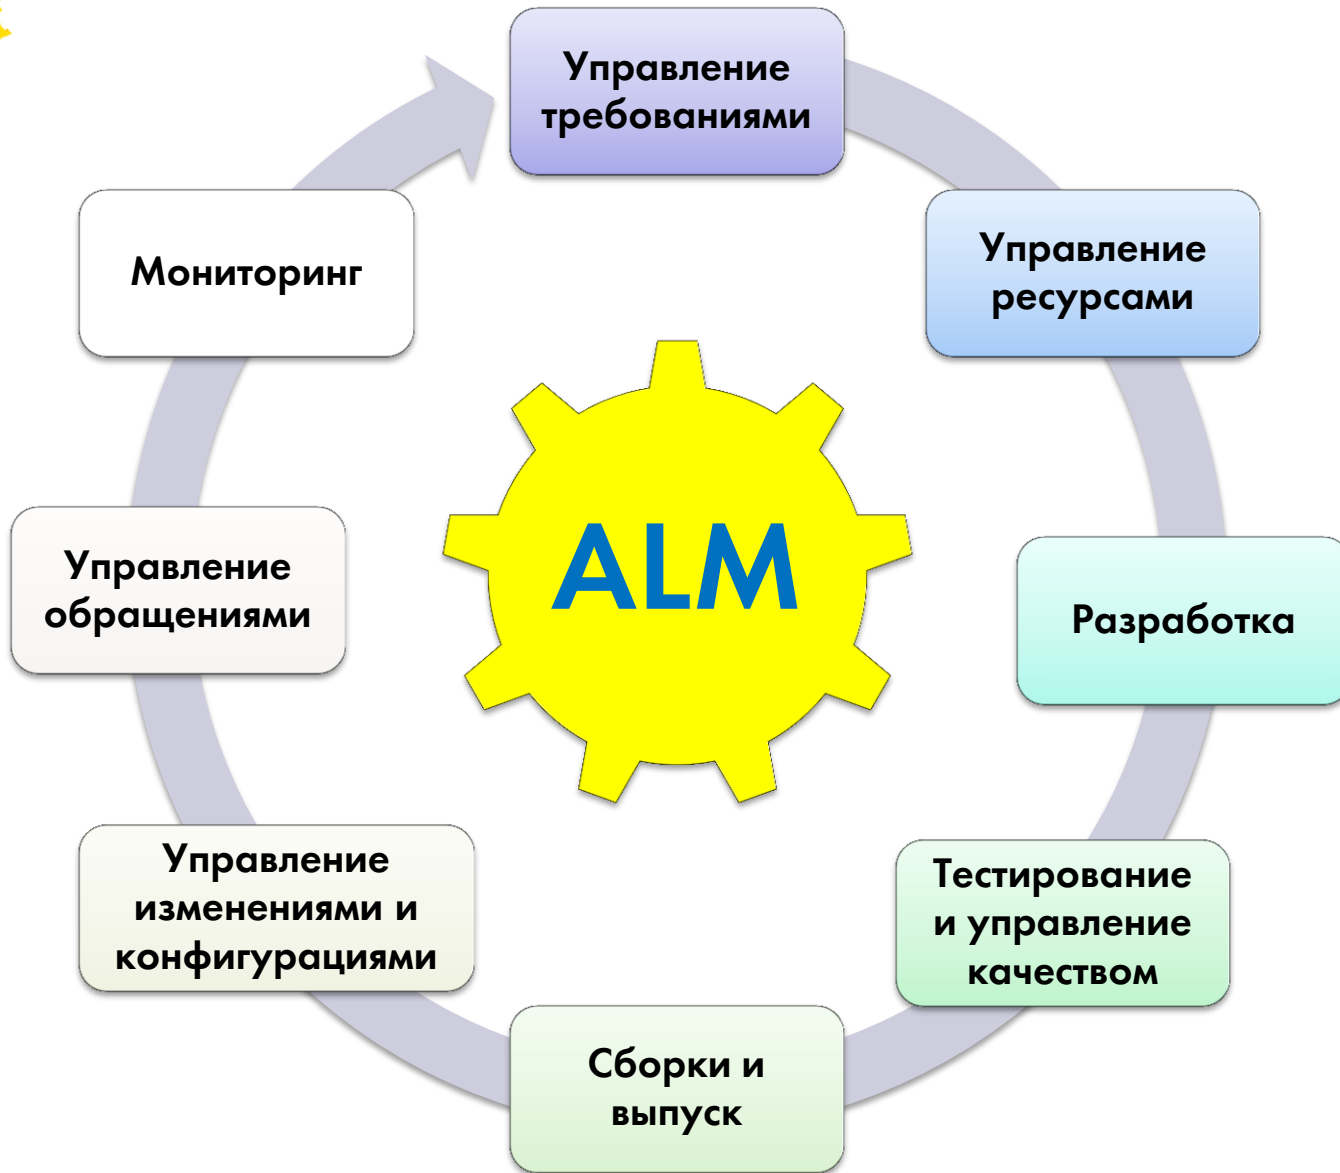 Управление
требованиями
Управление
ресурсами
Разработка
Тестирование
и управление
качеством
Сборки и
выпуск
Управление
изменениями и
конфигурациями
Управление
обращениями
Мониторинг
ALM